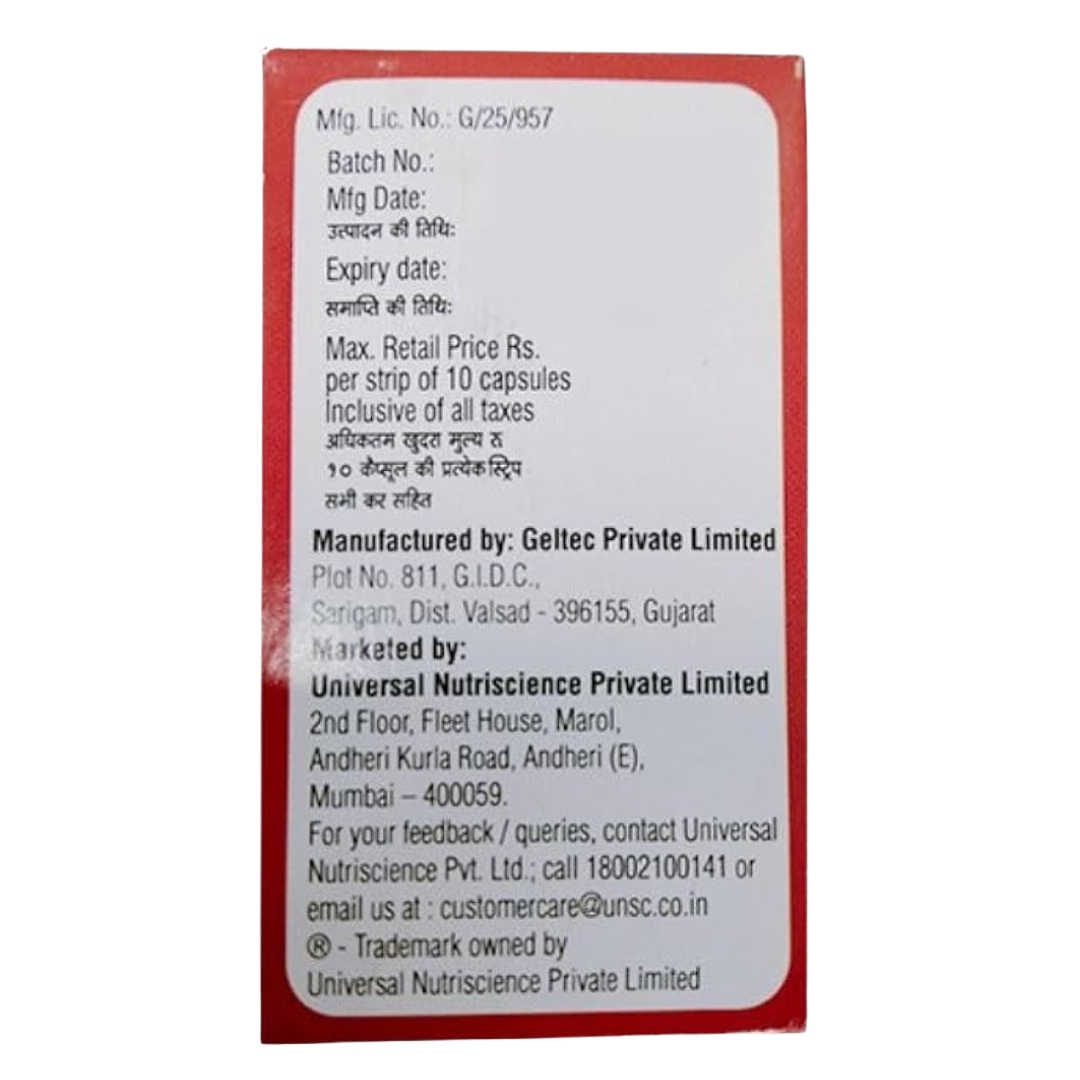 Mfg. Lic. No.: G/25/957
Batch No.:
Mfg Date:
उत्पादन की तिथिः
Expiry date:
समाप्ति की तिथिः
Max. Retail Price Rs.
per strip of 10 capsules
Inclusive of all taxes
अधिकतम खुदरा मुल्य रु
१० कॅप्सूल की प्रत्येक स्ट्रिप
सभी कर सहित
Manufactured by: Geltec Private Limited
Plot No. 811, G.I.D.C.,
Sarigam, Dist. Valsad - 396155, Gujarat
Marketed by:
Universal Nutriscience Private Limited
2nd Floor, Fleet House, Marol,
Andheri Kurla Road, Andheri (E),
Mumbai – 400059.
For your feedback / queries, contact Universal
Nutriscience Pvt. Ltd.; call 18002100141 or
email us at : customercare@unsc.co.in
® - Trademark owned by
Universal Nutriscience Private Limited